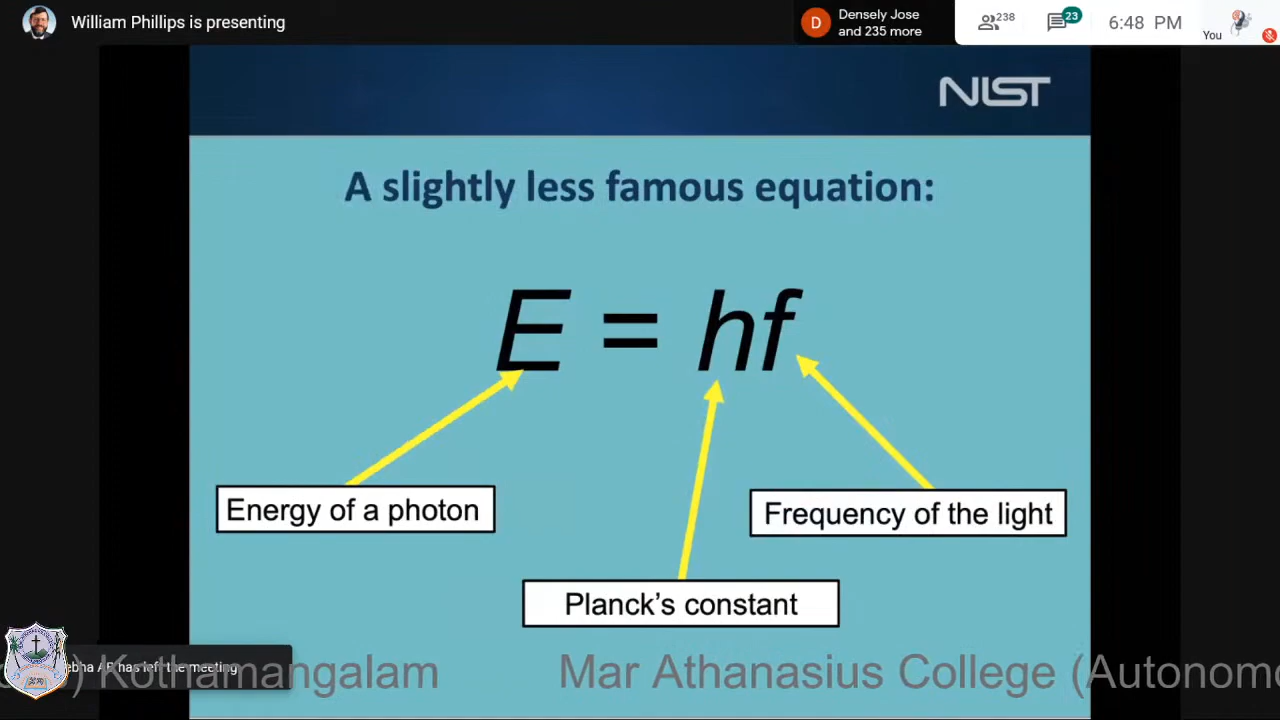 William Phillips is presenting
D
Densely Jose
and 235 more
238
23
6:48 PM
You
NIST
A slightly less famous equation:
E = hf
Energy of a photon
Frequency of the light
Planck's constant
has left the meeting
) Kothamangalam
Mar Athanasius College (Autonomo